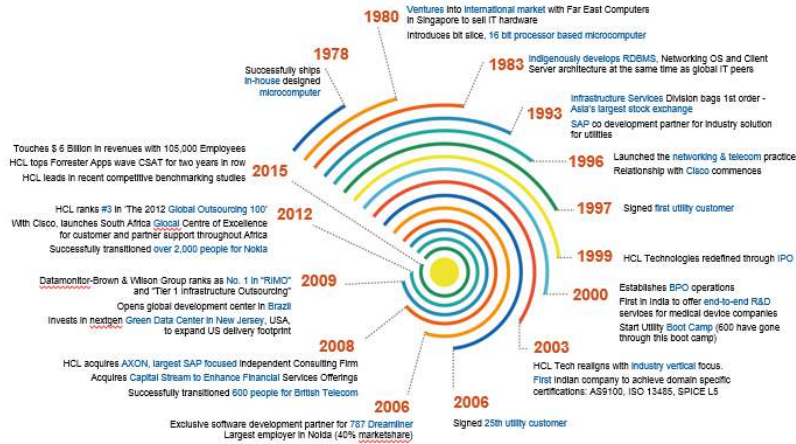 1980
Ventures into International market with Far East Computers
in Singapore to sell IT hardware
Introduces bit slice, 16 bit processor based microcomputer
1978
Successfully ships
in-house designed
microcomputer
1983
Indigenously develops RDBMS, Networking OS and Client
Server architecture at the same time as global IT peers
1993
Infrastructure Services Division bags 1st order -
Asia's largest stock exchange
SAP co development partner for industry solution
for utilities
1996
Launched the networking & telecom practice
Relationship with Cisco commences
1997
Signed first utility customer
1999
HCL Technologies redefined through IPO
2000
Establishes BPO operations
First in India to offer end-to-end R&D
services for medical device companies
Start Utility Boot Camp (600 have gone
through this boot camp)
2003
HCL Tech realigns with industry vertical focus.
First Indian company to achieve domain specific
certifications: AS9100, ISO 13485, SPICE L5
2006
Signed 25th utility customer
2006
Exclusive software development partner for 787 Dreamliner
Largest employer in Noida (40% marketshare)
2008
HCL acquires AXON, largest SAP focused Independent Consulting Firm
Acquires Capital Stream to Enhance Financial Services Offerings
Successfully transitioned 600 people for British Telecom
2009
Datamonitor-Brown & Wilson Group ranks as No. 1 in "RIMO"
and "Tier 1 Infrastructure Outsourcing"
Opens global development center in Brazil
Invests in nextgen Green Data Center in New Jersey, USA,
to expand US delivery footprint
2012
HCL ranks #3 in 'The 2012 Global Outsourcing 100'
With Cisco, launches South Africa Glocal Centre of Excellence
for customer and partner support throughout Africa
Successfully transitioned over 2,000 people for Nokia
2015
Touches $ 6 Billion in revenues with 105,000 Employees
HCL tops Forrester Apps wave CSAT for two years in row
HCL leads in recent competitive benchmarking studies